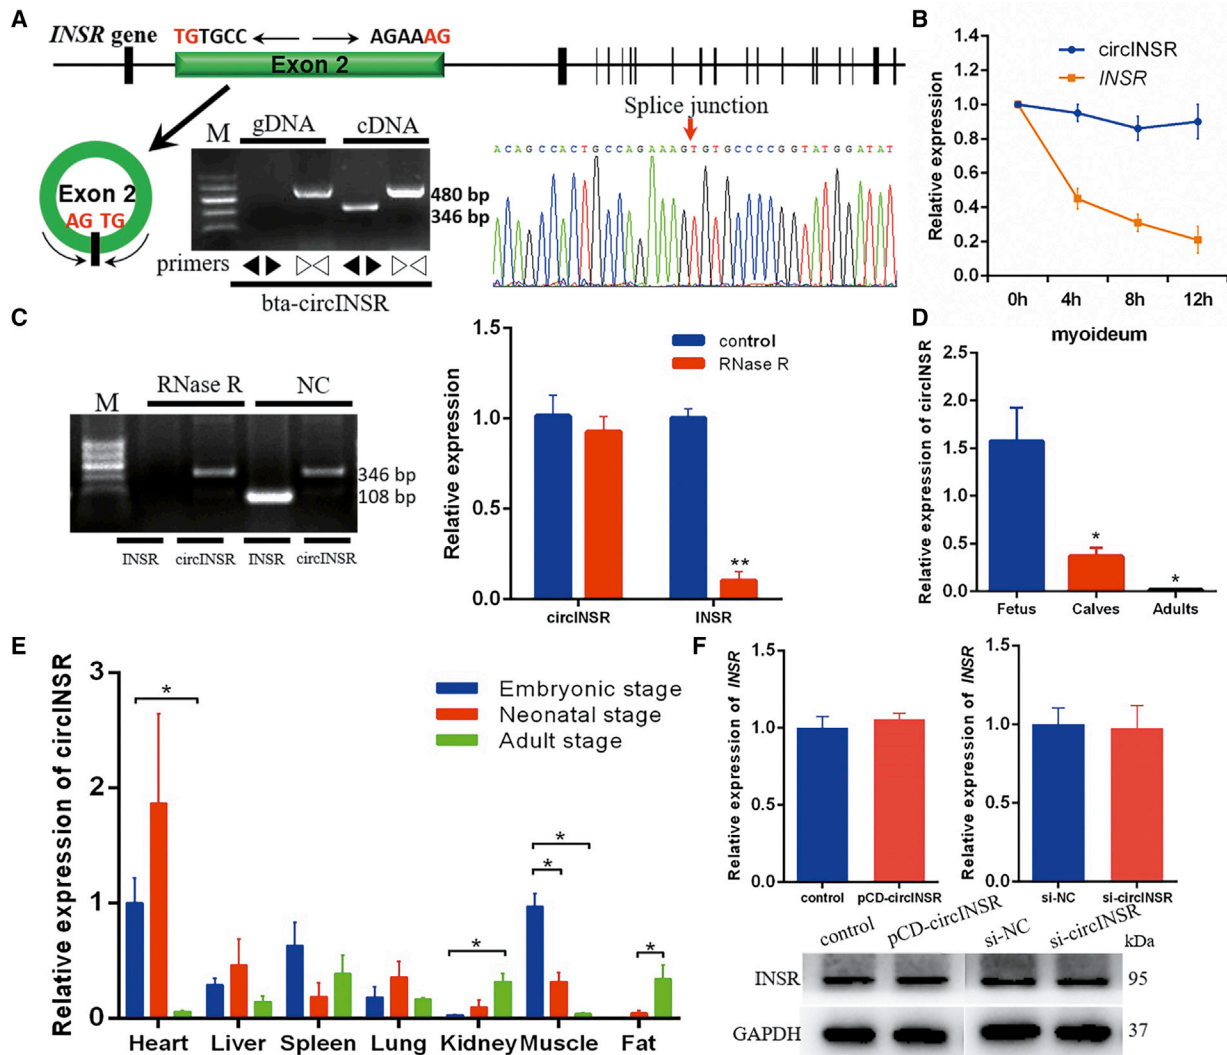 A
INSR gene
TGTGCC
AGAAAG
Exon 2
Splice junction
M
gDNA
cDNA
ACAGCCACTGCCAGAAAGTGTGCCCCGGTATGGATAT
Exon 2
AG TG
480 bp
346 bp
primers
bta-circINSR
B
Relative expression
1.4
1.2
1.0
0.8
0.6
0.4
0.2
0.0
circINSR
INSR
0h
4h
8h
12h
C
M
RNase R
NC
346 bp
108 bp
INSR
circINSR
INSR
circINSR
Relative expression
1.5
1.0
0.5
0.0
control
RNase R
**
circINSR
INSR
D
myoideum
Relative expression of circINSR
2.5
2.0
1.5
1.0
0.5
0.0
*
*
Fetus
Calves
Adults
E
Relative expression of circINSR
3
2
1
0
Embryonic stage
Neonatal stage
Adult stage
*
*
*
*
*
Heart
Liver
Spleen
Lung
Kidney
Muscle
Fat
F
Relative expression of INSR
1.5
1.0
0.5
0.0
control
pCD-circINSR
Relative expression of INSR
1.5
1.0
0.5
0.0
si-NC
si-circINSR
control
pCD-circINSR
si-NC
si-circINSR
kDa
INSR
95
GAPDH
37